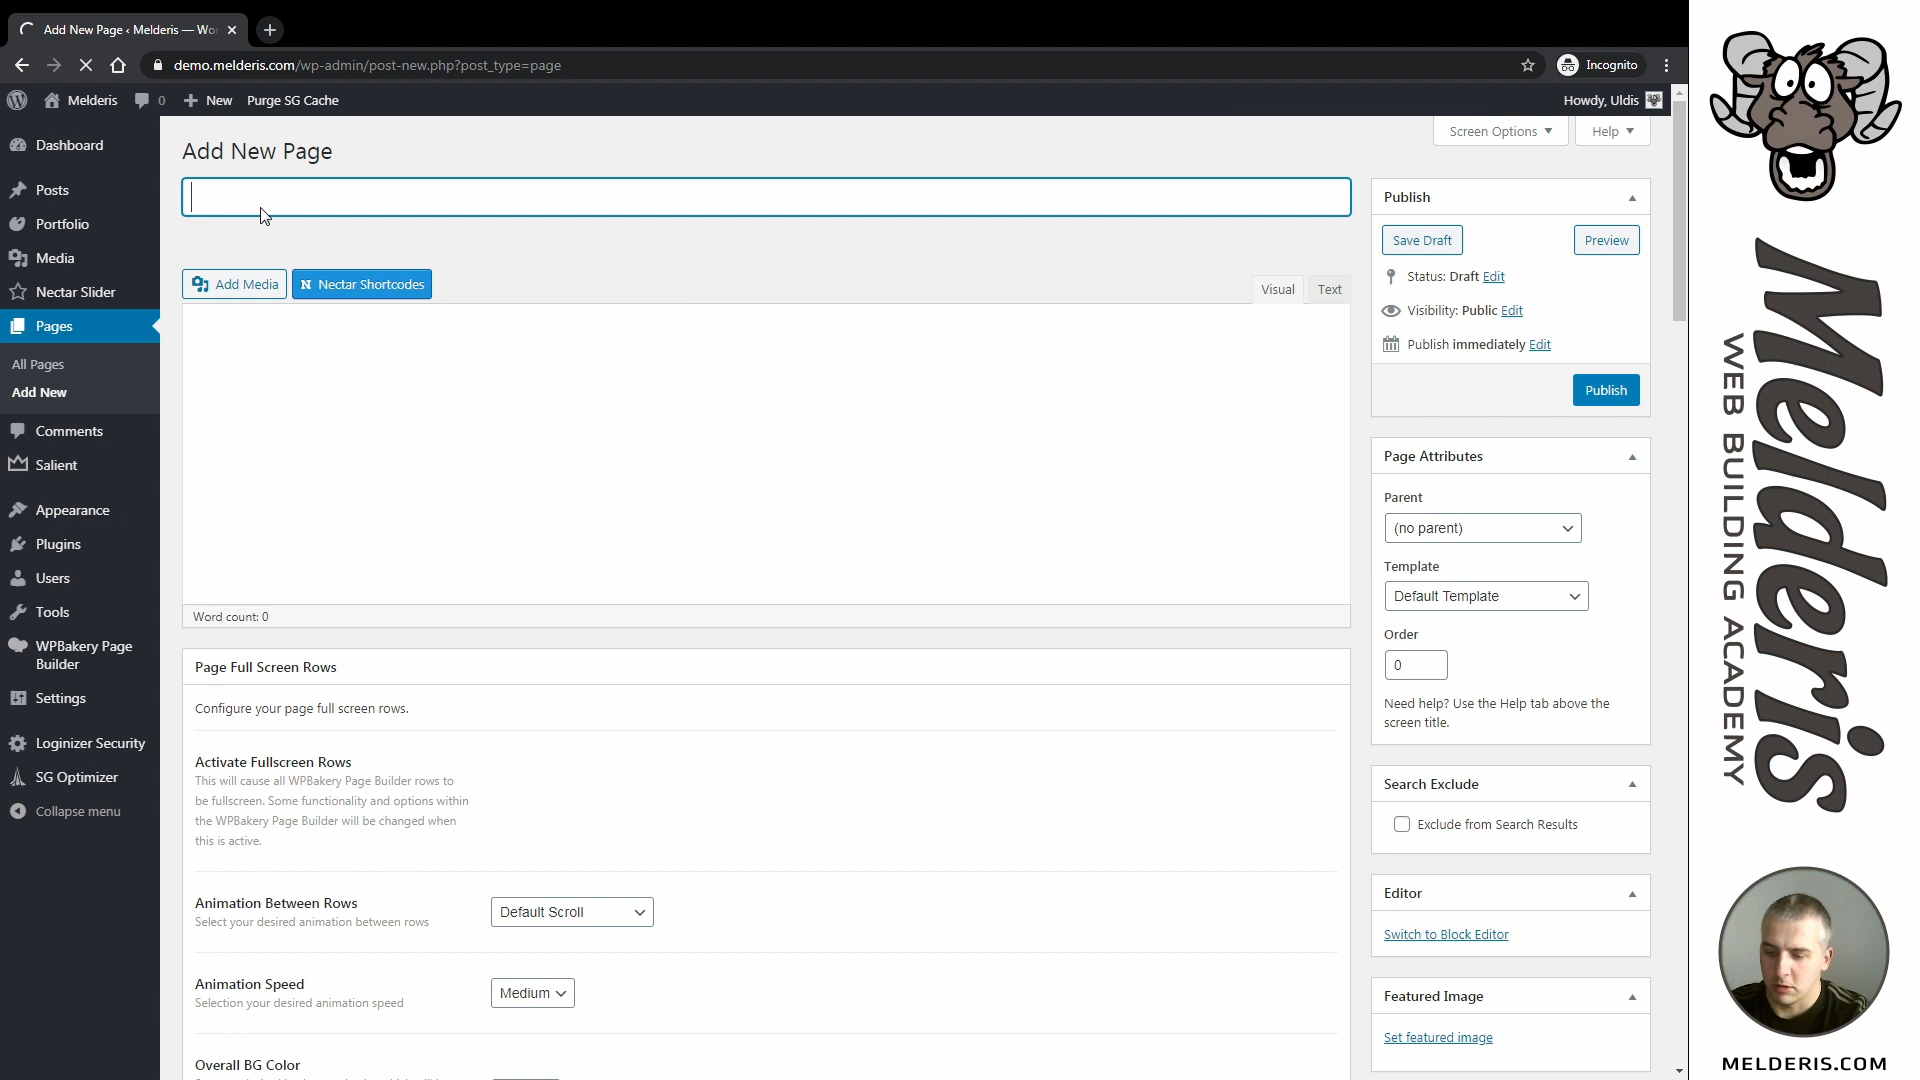 Add New Page ‹ Melderis — Wor
demo.melderis.com/wp-admin/post-new.php?post_type=page
Incognito
Melderis
0
New
Purge SG Cache
Howdy, Uldis
Dashboard
Posts
Portfolio
Media
Nectar Slider
Pages
All Pages
Add New
Comments
Salient
Appearance
Plugins
Users
Tools
WPBakery Page
Builder
Settings
Loginizer Security
SG Optimizer
Collapse menu
Screen Options
Help
Add New Page
Add Media
N Nectar Shortcodes
Visual
Text
Word count: 0
Page Full Screen Rows
Configure your page full screen rows.
Activate Fullscreen Rows
This will cause all WPBakery Page Builder rows to
be fullscreen. Some functionality and options within
the WPBakery Page Builder will be changed when
this is active.
Animation Between Rows
Select your desired animation between rows
Default Scroll
Animation Speed
Selection your desired animation speed
Medium
Overall BG Color
Publish
Save Draft
Preview
Status: Draft Edit
Visibility: Public Edit
Publish immediately Edit
Publish
Page Attributes
Parent
(no parent)
Template
Default Template
Order
0
Need help? Use the Help tab above the
screen title.
Search Exclude
Exclude from Search Results
Editor
Switch to Block Editor
Featured Image
Set featured image
Melderis
WEB BUILDING ACADEMY
MELDERIS.COM